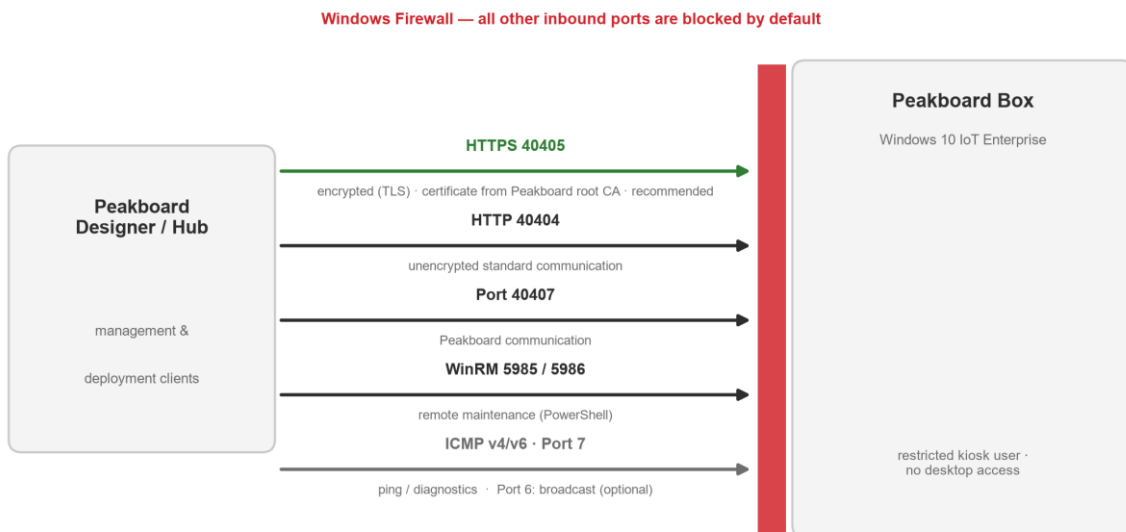 Windows Firewall — all other inbound ports are blocked by default
Peakboard Box
Windows 10 IoT Enterprise
HTTPS 40405
encrypted (TLS) · certificate from Peakboard root CA · recommended
Peakboard
Designer / Hub
HTTP 40404
unencrypted standard communication
Port 40407
management &
Peakboard communication
WinRM 5985 / 5986
deployment clients
remote maintenance (PowerShell)
ICMP v4/v6 · Port 7
restricted kiosk user ·
no desktop access
ping / diagnostics · Port 6: broadcast (optional)